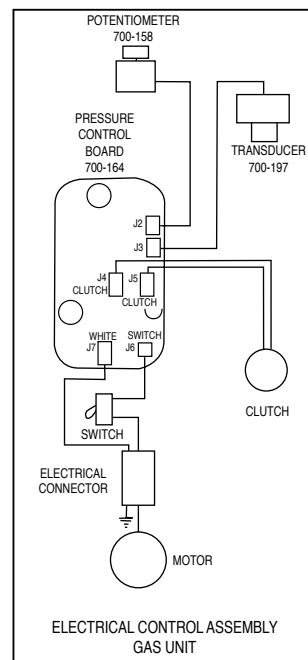 POTENTIOMETER
700-158
PRESSURE
CONTROL
BOARD
700-164
TRANSDUCER
700-197
J2
J3
J4
CLUTCH
J5
CLUTCH
WHITE
J7
SWITCH
J6
CLUTCH
SWITCH
ELECTRICAL
CONNECTOR
MOTOR
ELECTRICAL CONTROL ASSEMBLY
GAS UNIT